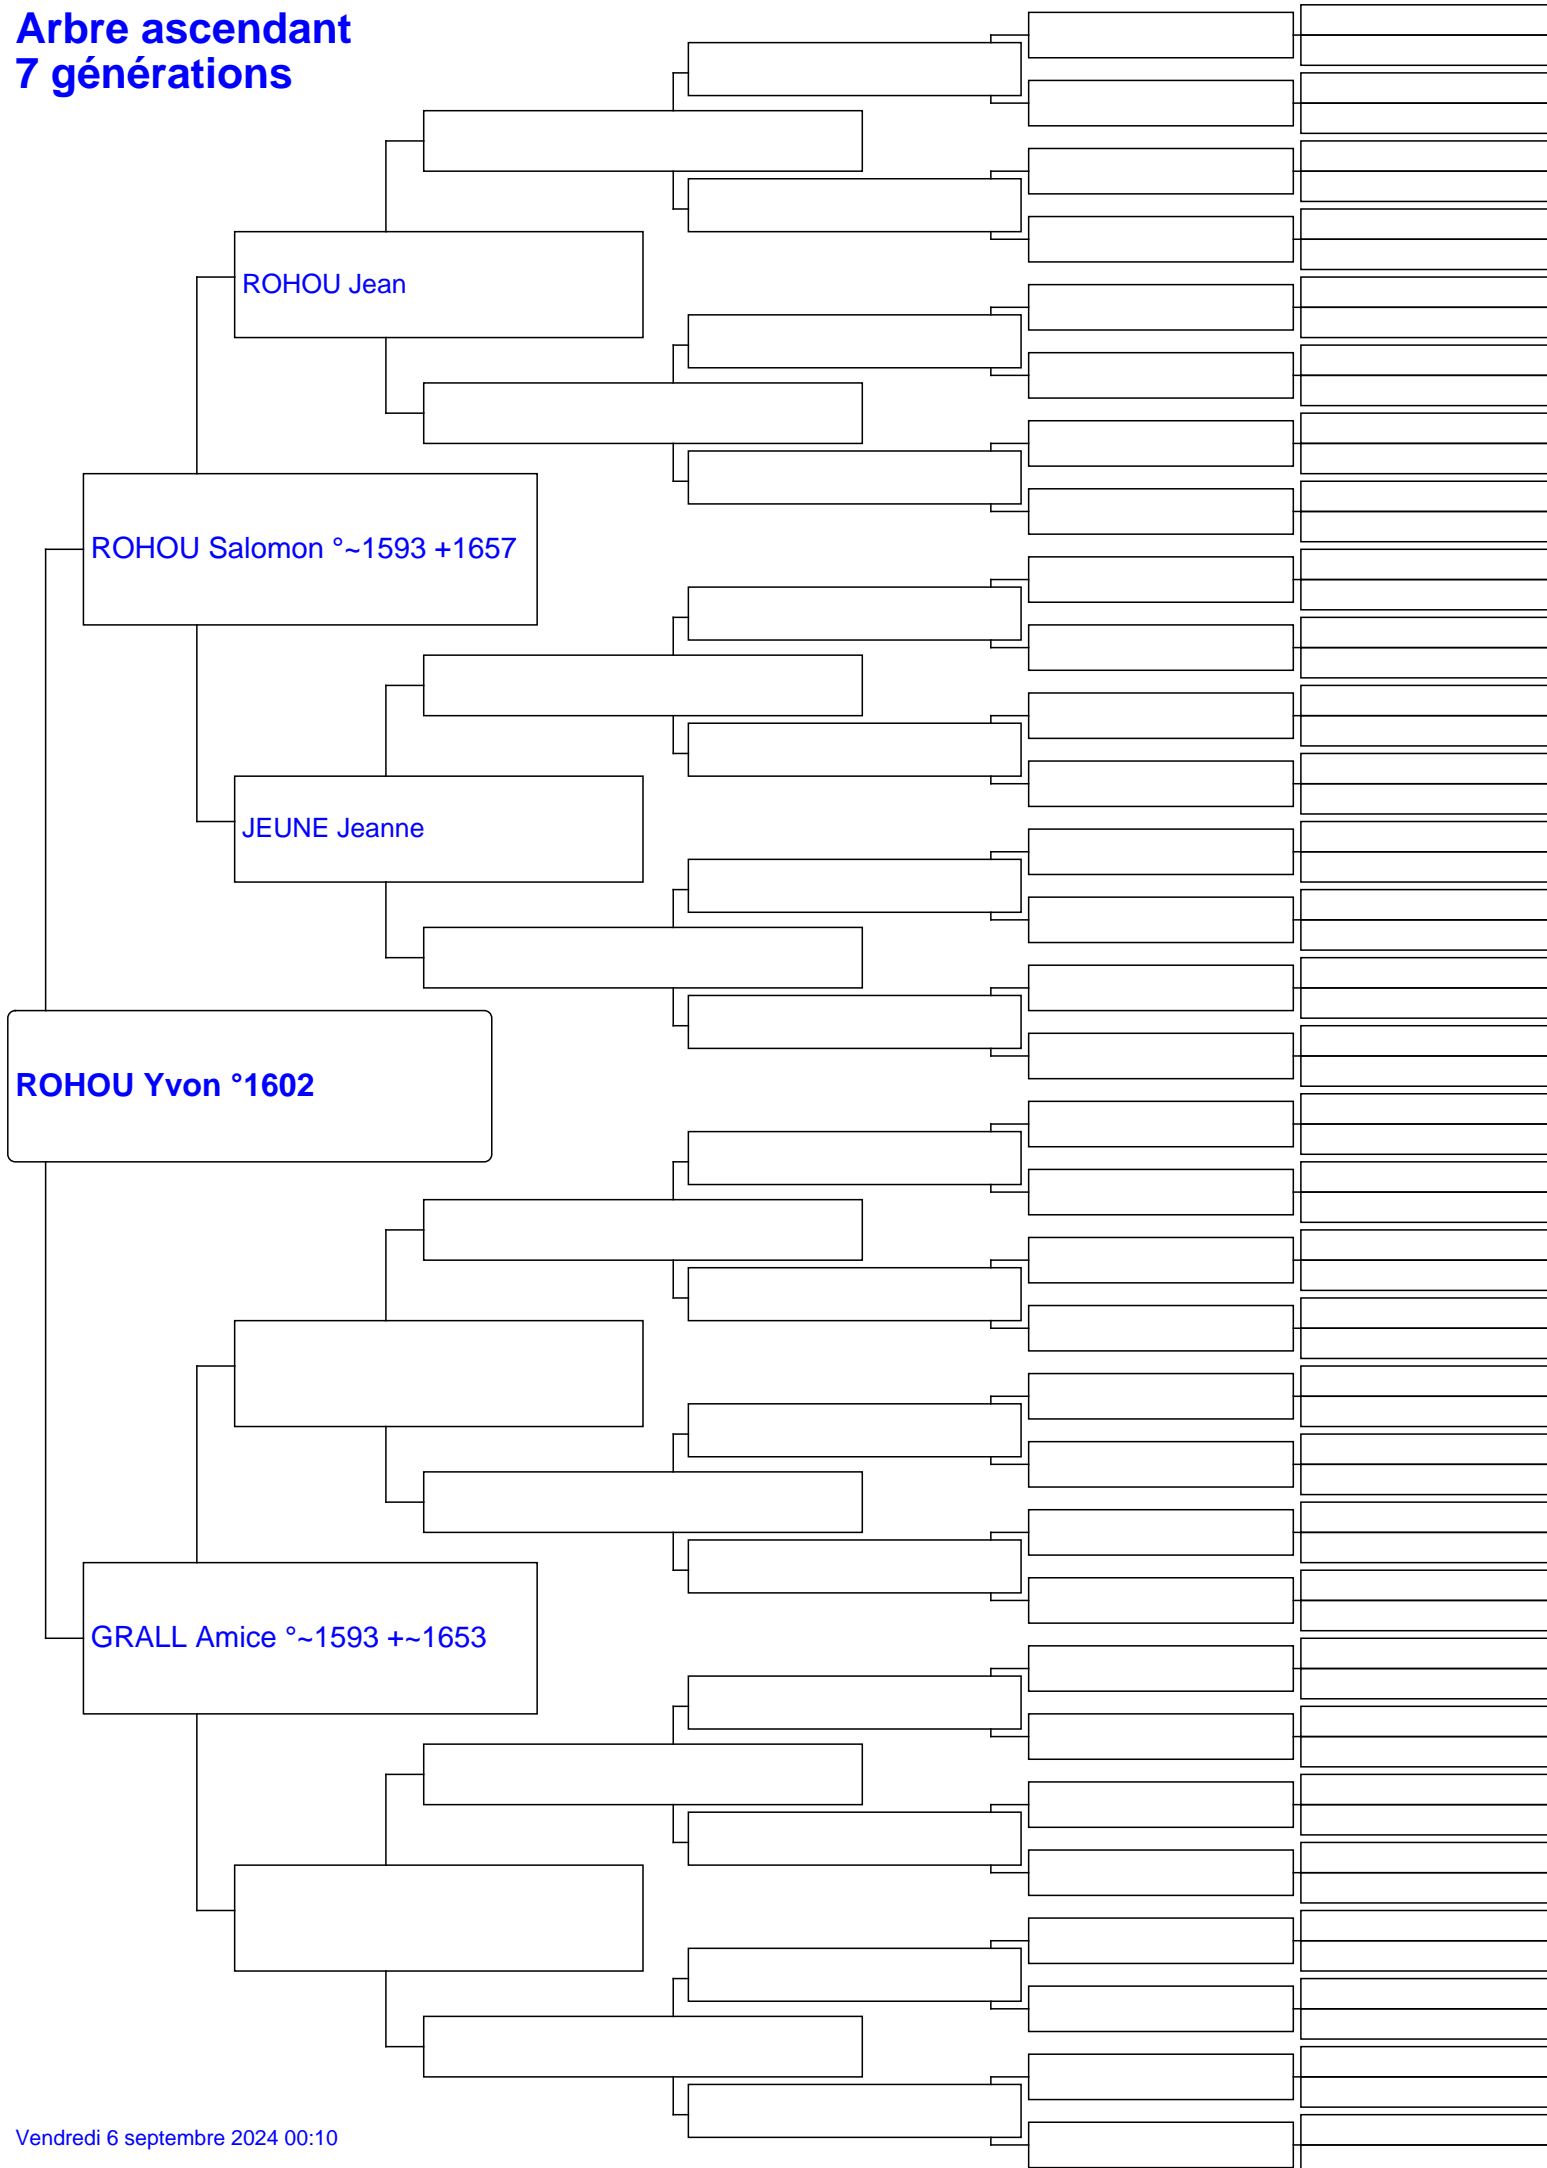 Arbre ascendant
7 générations
ROHOU Jean
ROHOU Salomon °~1593 +1657
JEUNE Jeanne
ROHOU Yvon °1602
GRALL Amice °~1593 +~1653
Vendredi 6 septembre 2024 00:10